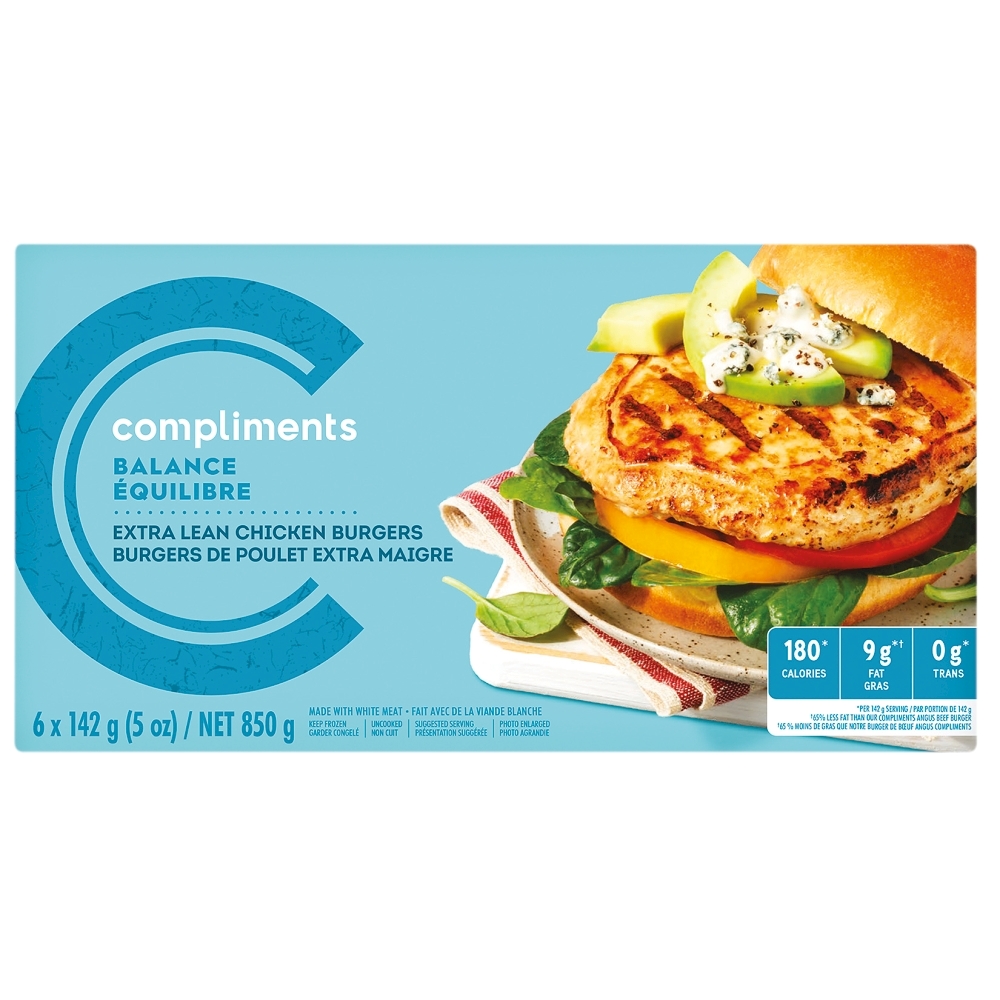 compliments
BALANCE
ÉQUILIBRE
EXTRA LEAN CHICKEN BURGERS
BURGERS DE POULET EXTRA MAIGRE
6 x 142 g (5 oz) / NET 850 g
MADE WITH WHITE MEAT • FAIT AVEC DE LA VIANDE BLANCHE
KEEP FROZEN
GARDER CONGELÉ
UNCOOKED
NON CUIT
SUGGESTED SERVING
PRÉSENTATION SUGGÉRÉE
PHOTO ENLARGED
PHOTO AGRANDIE
180*
CALORIES
9 g*†
FAT
GRAS
0 g*
TRANS
*PER 142 g SERVING / PAR PORTION DE 142 g
†65% LESS FAT THAN OUR COMPLIMENTS ANGUS BEEF BURGER
†65 % MOINS DE GRAS QUE NOTRE BURGER DE BŒUF ANGUS COMPLIMENTS